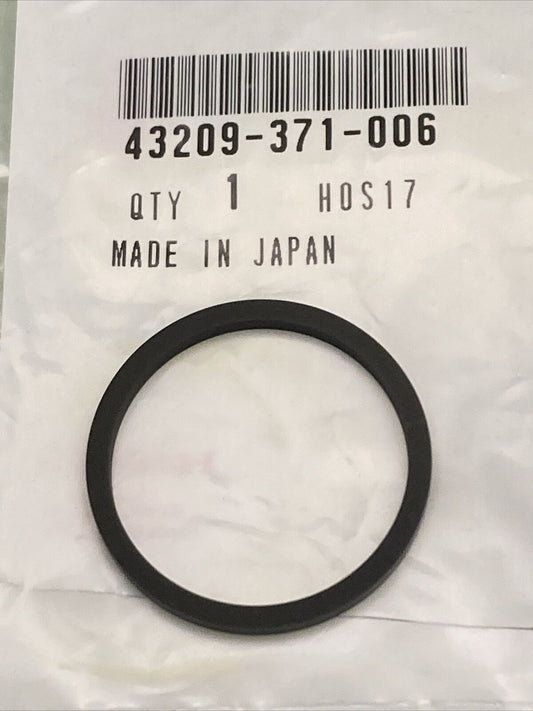 43209-371-006
QTY 1 HOS17
MADE IN JAPAN